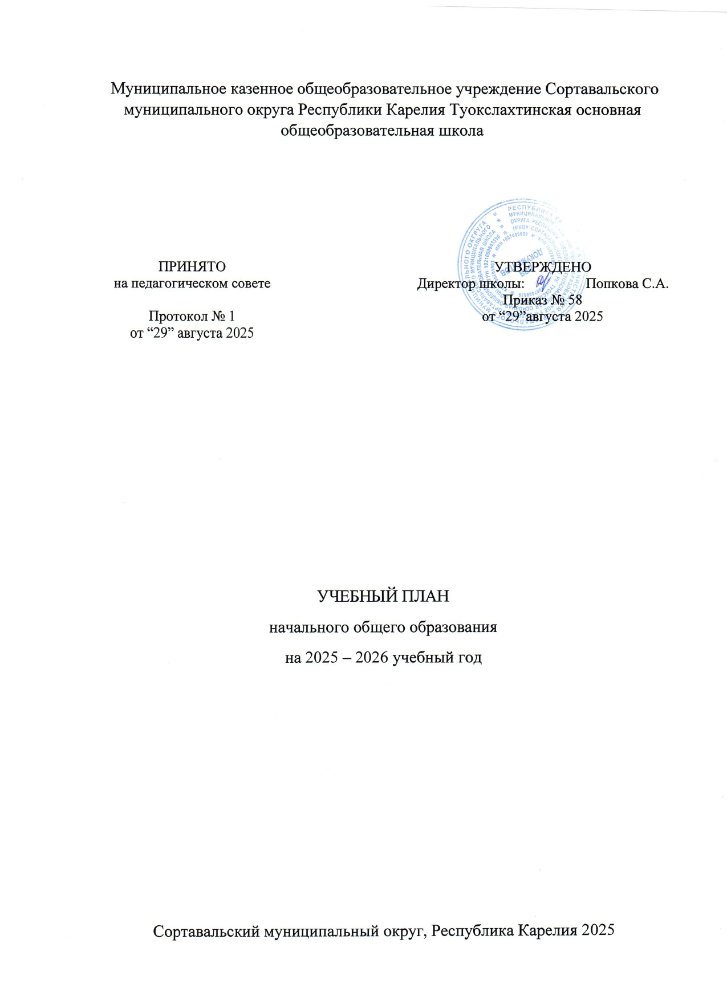 Муниципальное казенное общеобразовательное учреждение Сортавальского
муниципального округа Республики Карелия Туокслахтинская основная
общеобразовательная школа
ПРИНЯТО
на педагогическом совете
Протокол № 1
от “29” августа 2025
УТВЕРЖДЕНО
Директор школы: Попкова С.А.
Приказ № 58
от “29”августа 2025
ДЛЯ
ДОКУМЕНТОВ
УЧЕБНЫЙ ПЛАН
начального общего образования
на 2025 – 2026 учебный год
Сортавальский муниципальный округ, Республика Карелия 2025